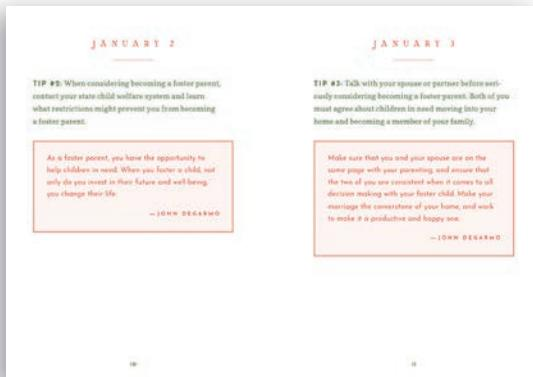 JANUARY 2
TIP #2: When considering becoming a foster parent,
contact your state child welfare system and learn
what restrictions might prevent you from becoming
a foster parent.
As a foster parent, you have the opportunity to
help children in need. When you foster a child, not
only do you invest in their future and well-being,
you change their life.
—JOHN DEGARMO
JANUARY 3
TIP #3: Talk with your spouse or partner before seri-
ously considering becoming a foster parent. Both of you
must agree about children in need moving into your
home and becoming a member of your family.
Make sure that you and your spouse are on the
same page with your parenting, and ensure that
the two of you are consistent when it comes to all
decision making with your foster child. Make your
marriage the cornerstone of your home, and work
to make it a productive and happy one.
—JOHN DEGARMO